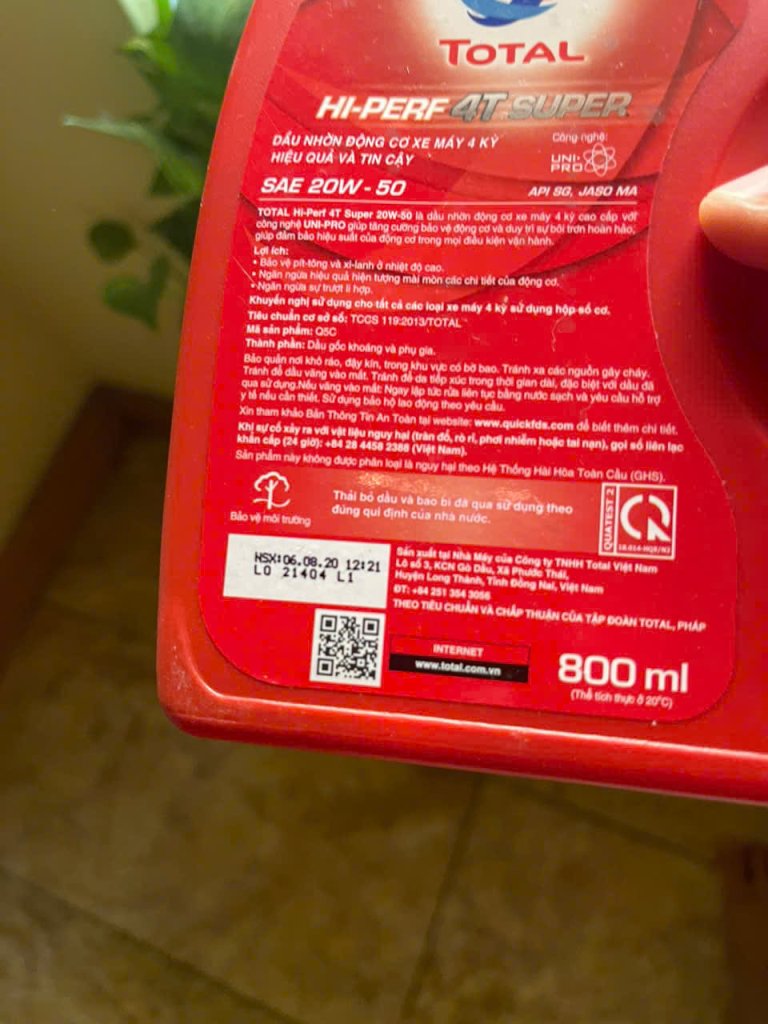 TOTAL
HI-PERF 4T SUPER
DẦU NHỜN ĐỘNG CƠ XE MÁY 4 KỲ
HIỆU QUẢ VÀ TIN CẬY
Công nghệ:
UNI-
PRO
SAE 20W - 50
API SG, JASO MA
TOTAL Hi-Perf 4T Super 20W-50 là dầu nhờn động cơ xe máy 4 kỳ cao cấp với
công nghệ UNI-PRO giúp tăng cường bảo vệ động cơ và duy trì sự bôi trơn hoàn hảo,
giúp đảm bảo hiệu suất của động cơ trong mọi điều kiện vận hành.
Lợi ích:
• Bảo vệ pít-tông và xi-lanh ở nhiệt độ cao.
• Ngăn ngừa hiệu quả hiện tượng mài mòn các chi tiết của động cơ.
• Ngăn ngừa sự trượt li hợp.
Khuyến nghị sử dụng cho tất cả các loại xe máy 4 kỳ sử dụng hộp số cơ.
Tiêu chuẩn cơ sở số: TCCS 119:2013/TOTAL
Mã sản phẩm: Q5C
Thành phần: Dầu gốc khoáng và phụ gia.
Bảo quản nơi khô ráo, đậy kín, trong khu vực có bờ bao. Tránh xa các nguồn gây cháy.
Tránh để dầu văng vào mắt. Tránh để da tiếp xúc trong thời gian dài, đặc biệt với dầu đã
qua sử dụng.Nếu văng vào mắt: Ngay lập tức rửa liên tục bằng nước sạch và yêu cầu hỗ trợ
y tế nếu cần thiết. Sử dụng bảo hộ lao động theo yêu cầu.
Xin tham khảo Bản Thông Tin An Toàn tại website: www.quickfds.com để biết thêm chi tiết.
Khi sự cố xảy ra với vật liệu nguy hại (tràn đổ, rò rỉ, phơi nhiễm hoặc tai nạn), gọi số liên lạc
khẩn cấp (24 giờ): +84 28 4458 2388 (Việt Nam).
Sản phẩm này không được phân loại là nguy hại theo Hệ Thống Hài Hòa Toàn Cầu (GHS).
Bảo vệ môi trường
Thải bỏ dầu và bao bì đã qua sử dụng theo
đúng qui định của nhà nước.
QUATEST 2
NSX:06.08.20 12:21
LO 21404 L1
Sản xuất tại Nhà Máy của Công ty TNHH Total Việt Nam
Lô số 3, KCN Gò Dầu, Xã Phước Thái,
Huyện Long Thành, Tỉnh Đồng Nai, Việt Nam
ĐT: +84 251 354 3056
THEO TIÊU CHUẨN VÀ CHẤP THUẬN CỦA TẬP ĐOÀN TOTAL, PHÁP
INTERNET
www.total.com.vn
800 ml
(Thể tích thực ở 20°C)